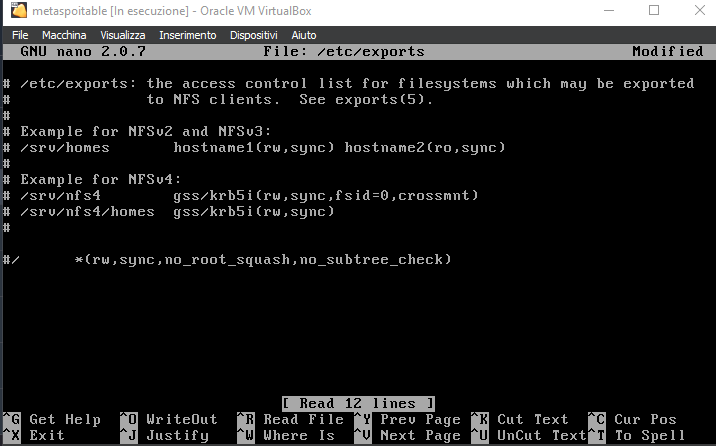 metaspoitable [In esecuzione] - Oracle VM VirtualBox
File Macchina Visualizza Inserimento Dispositivi Aiuto
GNU nano 2.0.7 File: /etc/exports Modified
# /etc/exports: the access control list for filesystems which may be exported
# to NFS clients. See exports(5).
#
# Example for NFSv2 and NFSv3:
# /srv/homes hostname1(rw,sync) hostname2(ro,sync)
#
# Example for NFSv4:
# /srv/nfs4 gss/krb5i(rw,sync,fsid=0,crossmnt)
# /srv/nfs4/homes gss/krb5i(rw,sync)
#
#/ *(rw,sync,no_root_squash,no_subtree_check)
[ Read 12 lines ]
^G Get Help ^O WriteOut ^R Read File ^Y Prev Page ^K Cut Text ^C Cur Pos
^X Exit ^J Justify ^W Where Is ^V Next Page ^U UnCut Text ^T To Spell